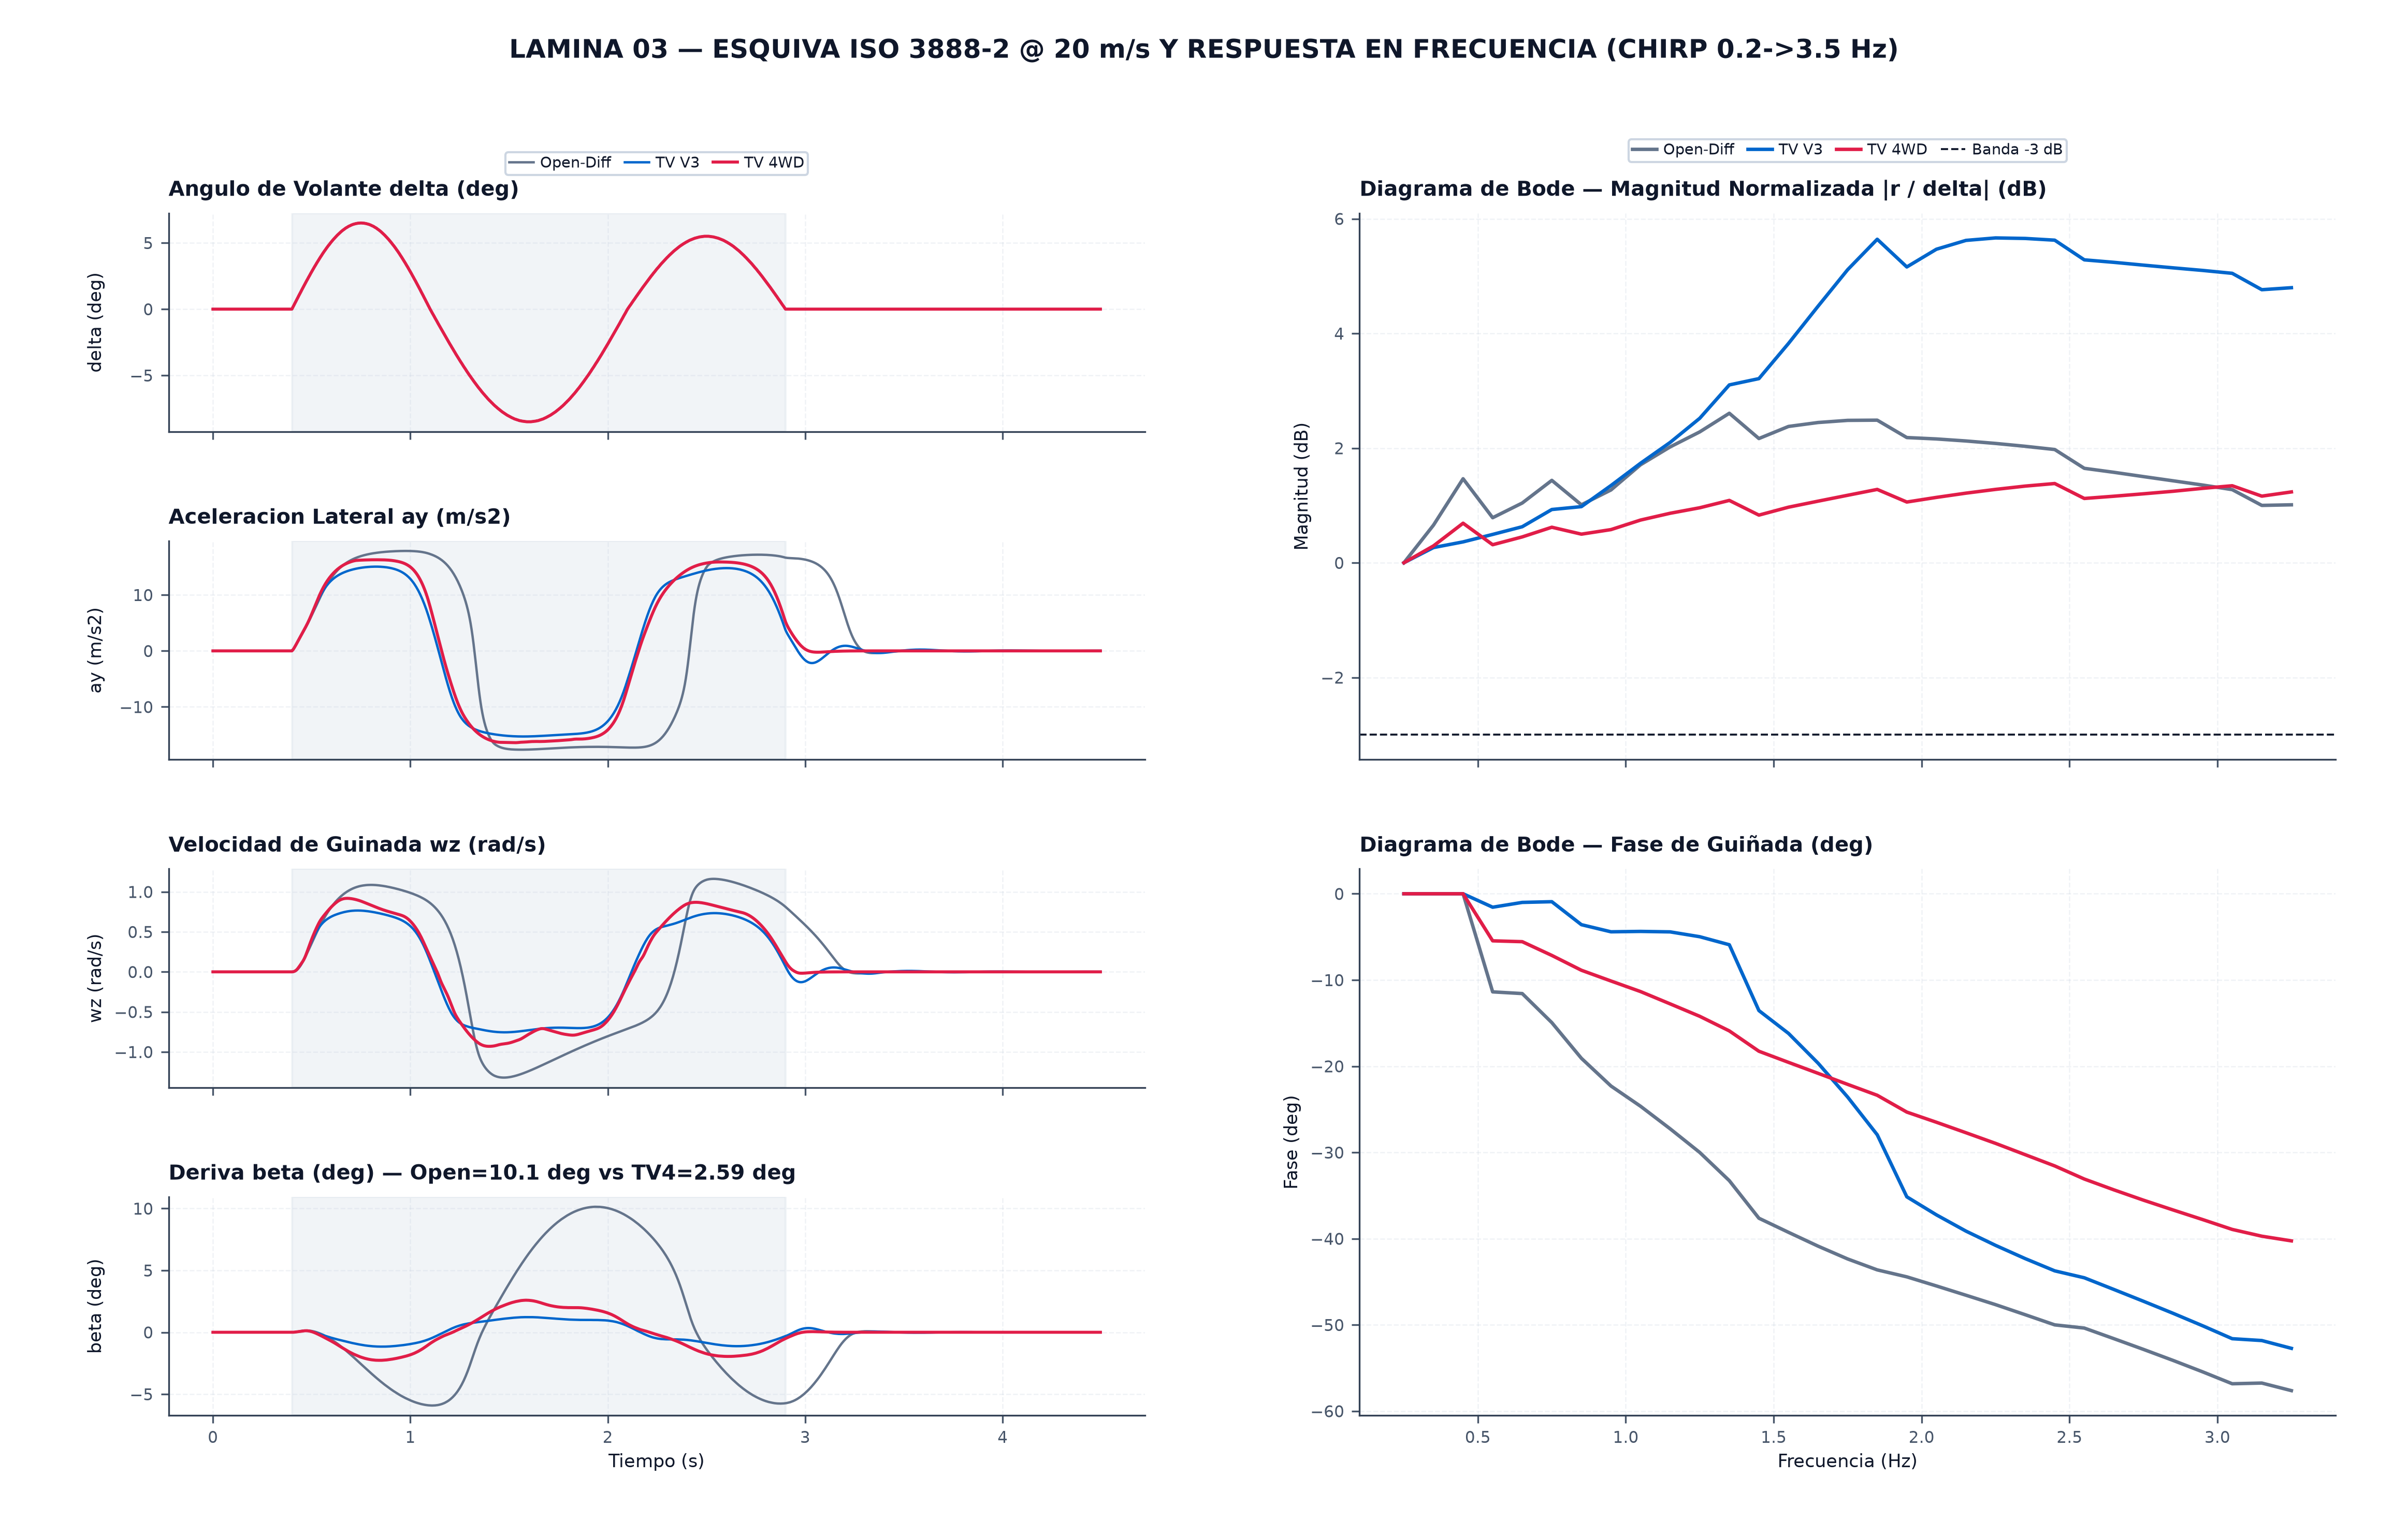 LAMINA 03 — ESQUIVA ISO 3888-2 @ 20 m/s Y RESPUESTA EN FRECUENCIA (CHIRP 0.2->3.5 Hz)
Open-Diff TV V3 TV 4WD
Angulo de Volante delta (deg)
delta (deg)
5
0
−5
Aceleracion Lateral ay (m/s2)
ay (m/s2)
10
0
−10
Velocidad de Guinada wz (rad/s)
wz (rad/s)
1.0
0.5
0.0
−0.5
−1.0
Deriva beta (deg) — Open=10.1 deg vs TV4=2.59 deg
beta (deg)
10
5
0
−5
0 1 2 3 4
Tiempo (s)
Open-Diff TV V3 TV 4WD Banda -3 dB
Diagrama de Bode — Magnitud Normalizada |r / delta| (dB)
Magnitud (dB)
6
4
2
0
−2
Diagrama de Bode — Fase de Guiñada (deg)
Fase (deg)
0
−10
−20
−30
−40
−50
−60
0.5 1.0 1.5 2.0 2.5 3.0
Frecuencia (Hz)